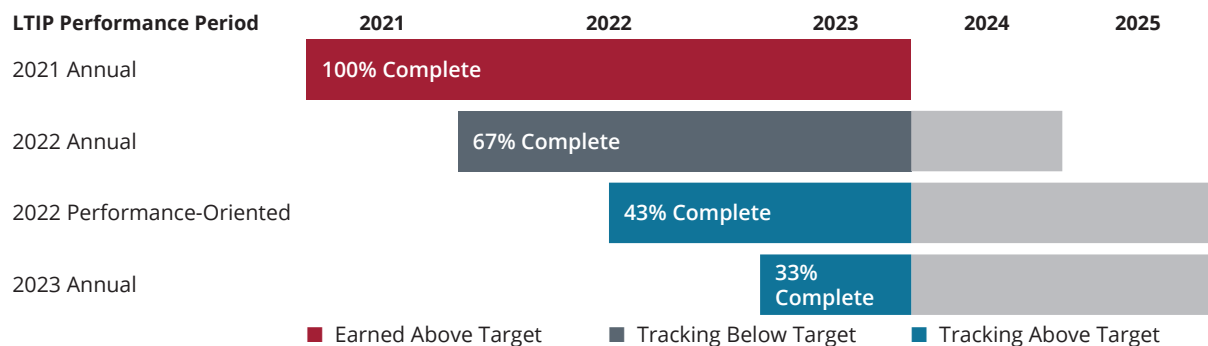 LTIP Performance Period 2021 2022 2023 2024 2025
2021 Annual 100% Complete
2022 Annual 67% Complete
2022 Performance-Oriented 43% Complete
2023 Annual 33%
Complete
Earned Above Target Tracking Below Target Tracking Above Target